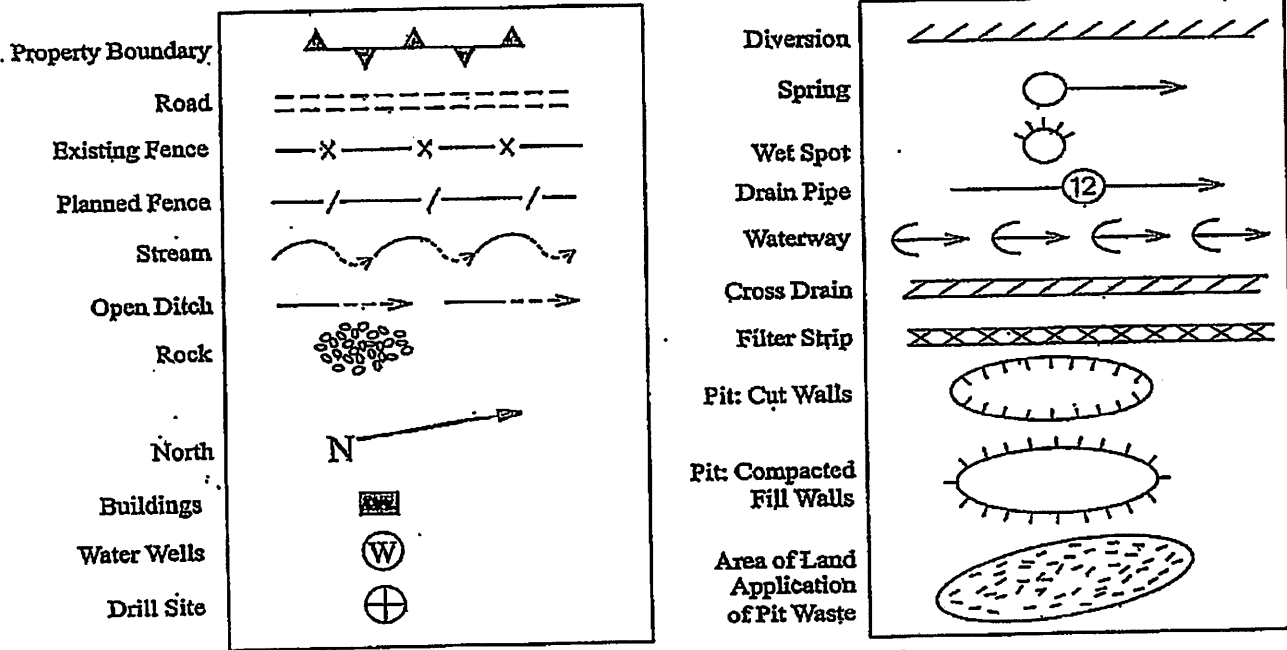 Property Boundary
Road
Existing Fence
Planned Fence
Stream
Open Ditch
Rock
North
N
Buildings
Water Wells
W
Drill Site
Diversion
Spring
Wet Spot
Drain Pipe
12
Waterway
Cross Drain
Filter Strip
Pit: Cut Walls
Pit: Compacted
Fill Walls
Area of Land
Application
of Pit Waste